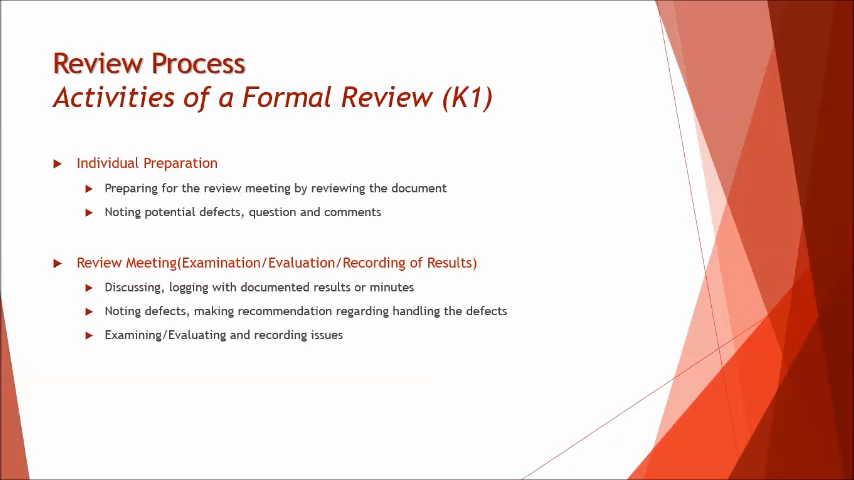 Review Process
Activities of a Formal Review (K1)
Individual Preparation
Preparing for the review meeting by reviewing the document
Noting potential defects, question and comments
Review Meeting(Examination/Evaluation/Recording of Results)
Discussing, logging with documented results or minutes
Noting defects, making recommendation regarding handling the defects
Examining/Evaluating and recording issues